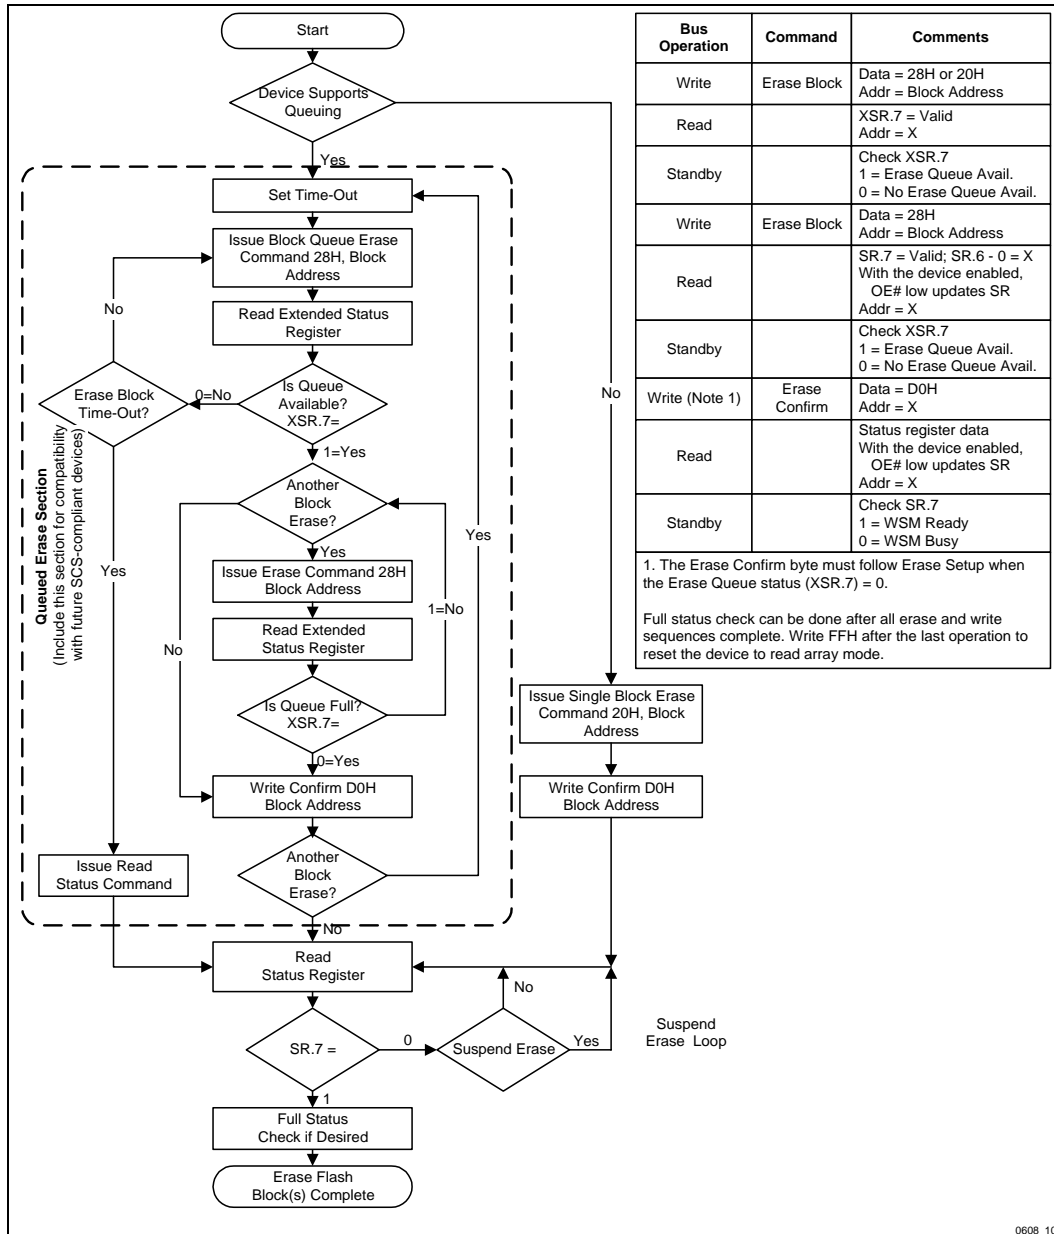 Start
Device Supports
Queuing
Yes
No
Set Time-Out
Issue Block Queue Erase
Command 28H, Block
Address
Read Extended Status
Register
Is Queue
Available?
XSR.7=
0=No
Erase Block
Time-Out?
No
Yes
1=Yes
Another
Block
Erase?
Yes
No
Issue Erase Command 28H
Block Address
Read Extended
Status Register
Is Queue Full?
XSR.7=
1=No
0=Yes
Write Confirm D0H
Block Address
Another
Block
Erase?
Yes
No
Issue Read
Status Command
Queued Erase Section
(Include this section for compatibility
with future SCS-compliant devices)
Issue Single Block Erase
Command 20H, Block
Address
Write Confirm D0H
Block Address
Read
Status Register
SR.7 =
0
Suspend Erase
No
Yes
Suspend
Erase Loop
1
Full Status
Check if Desired
Erase Flash
Block(s) Complete
Bus
Operation
Command
Comments
Write
Erase Block
Data = 28H or 20H
Addr = Block Address
Read
XSR.7 = Valid
Addr = X
Standby
Check XSR.7
1 = Erase Queue Avail.
0 = No Erase Queue Avail.
Write
Erase Block
Data = 28H
Addr = Block Address
Read
SR.7 = Valid; SR.6 - 0 = X
With the device enabled,
OE# low updates SR
Addr = X
Standby
Check XSR.7
1 = Erase Queue Avail.
0 = No Erase Queue Avail.
Write (Note 1)
Erase
Confirm
Data = D0H
Addr = X
Read
Status register data
With the device enabled,
OE# low updates SR
Addr = X
Standby
Check SR.7
1 = WSM Ready
0 = WSM Busy
1. The Erase Confirm byte must follow Erase Setup when
the Erase Queue status (XSR.7) = 0.
Full status check can be done after all erase and write
sequences complete. Write FFH after the last operation to
reset the device to read array mode.
0608_10